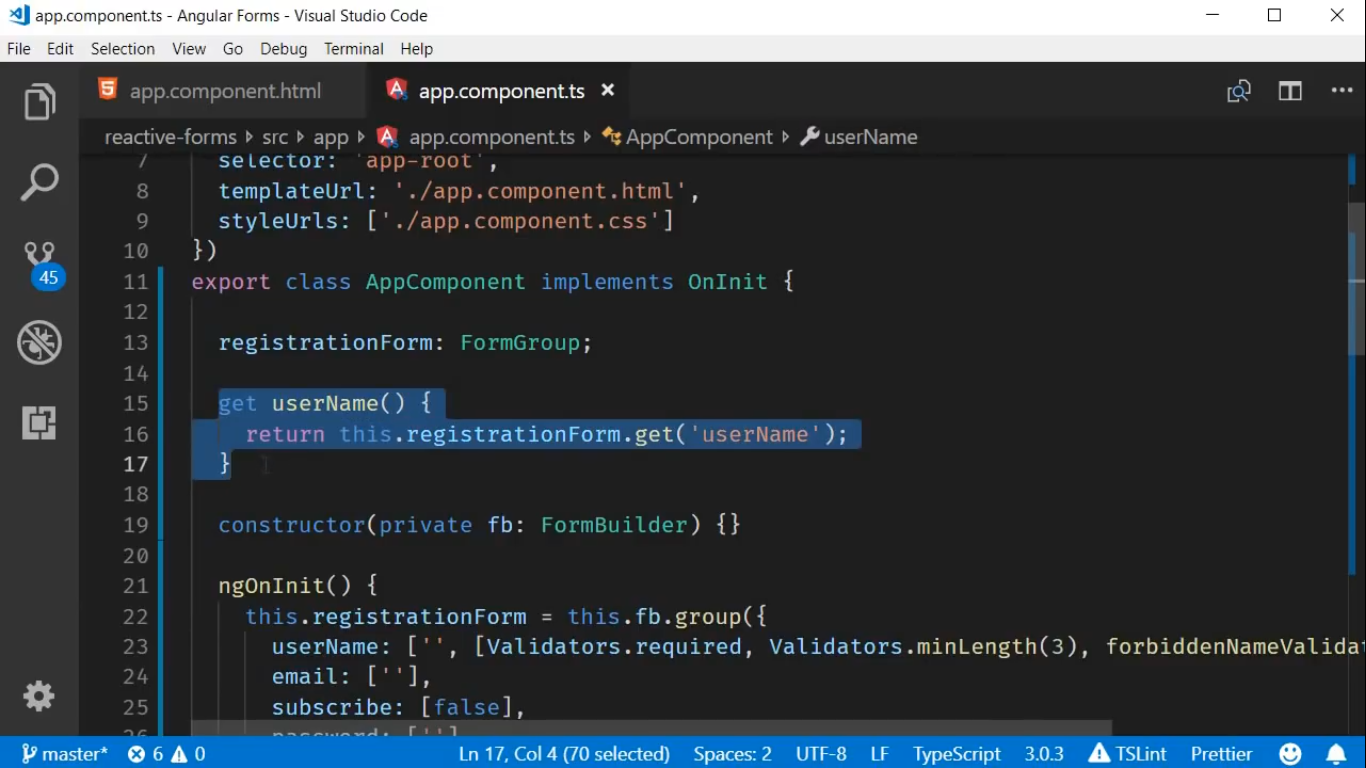 app.component.ts - Angular Forms - Visual Studio Code
File Edit Selection View Go Debug Terminal Help
app.component.html app.component.ts
reactive-forms src app app.component.ts AppComponent userName
7 selector: 'app-root',
8 templateUrl: './app.component.html',
9 styleUrls: ['./app.component.css']
10 })
11 export class AppComponent implements OnInit {
12
13 registrationForm: FormGroup;
14
15 get userName() {
16 return this.registrationForm.get('userName');
17 }
18
19 constructor(private fb: FormBuilder) {}
20
21 ngOnInit() {
22 this.registrationForm = this.fb.group({
23 userName: ['', [Validators.required, Validators.minLength(3), forbiddenNameValidat
24 email: [''],
25 subscribe: [false],
26 password: ['']
45
master* 6 0 Ln 17, Col 4 (70 selected) Spaces: 2 UTF-8 LF TypeScript 3.0.3 TSLint Prettier